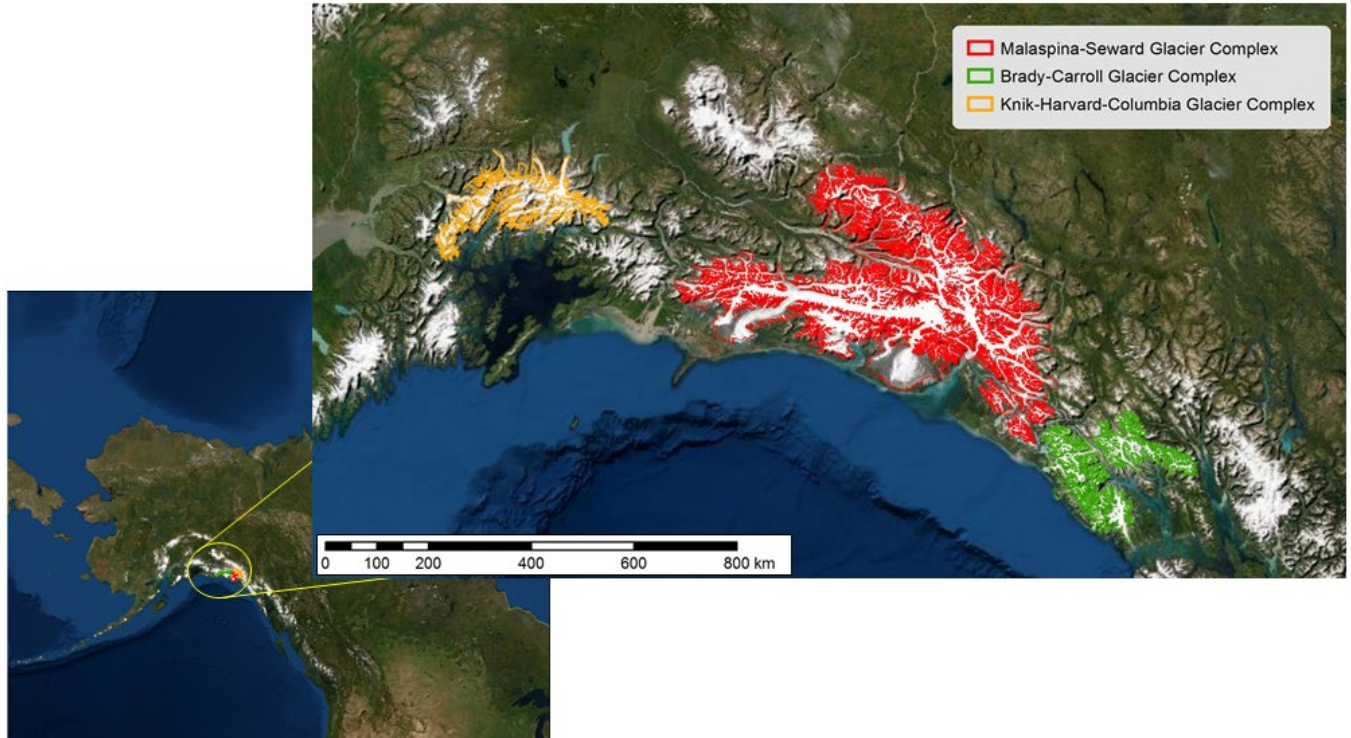 Malaspina-Seward Glacier Complex
Brady-Carroll Glacier Complex
Knik-Harvard-Columbia Glacier Complex
0 100 200 400 600 800 km